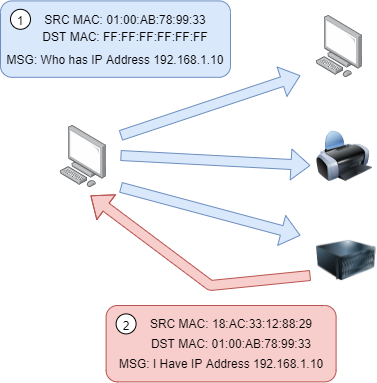 1
SRC MAC: 01:00:AB:78:99:33
DST MAC: FF:FF:FF:FF:FF:FF
MSG: Who has IP Address 192.168.1.10
2
SRC MAC: 18:AC:33:12:88:29
DST MAC: 01:00:AB:78:99:33
MSG: I Have IP Address 192.168.1.10